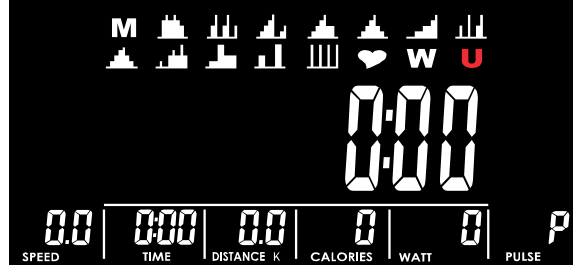 M
W U
0:00
0.0 0:00 0.0 0 0 P
SPEED TIME DISTANCE K CALORIES WATT PULSE